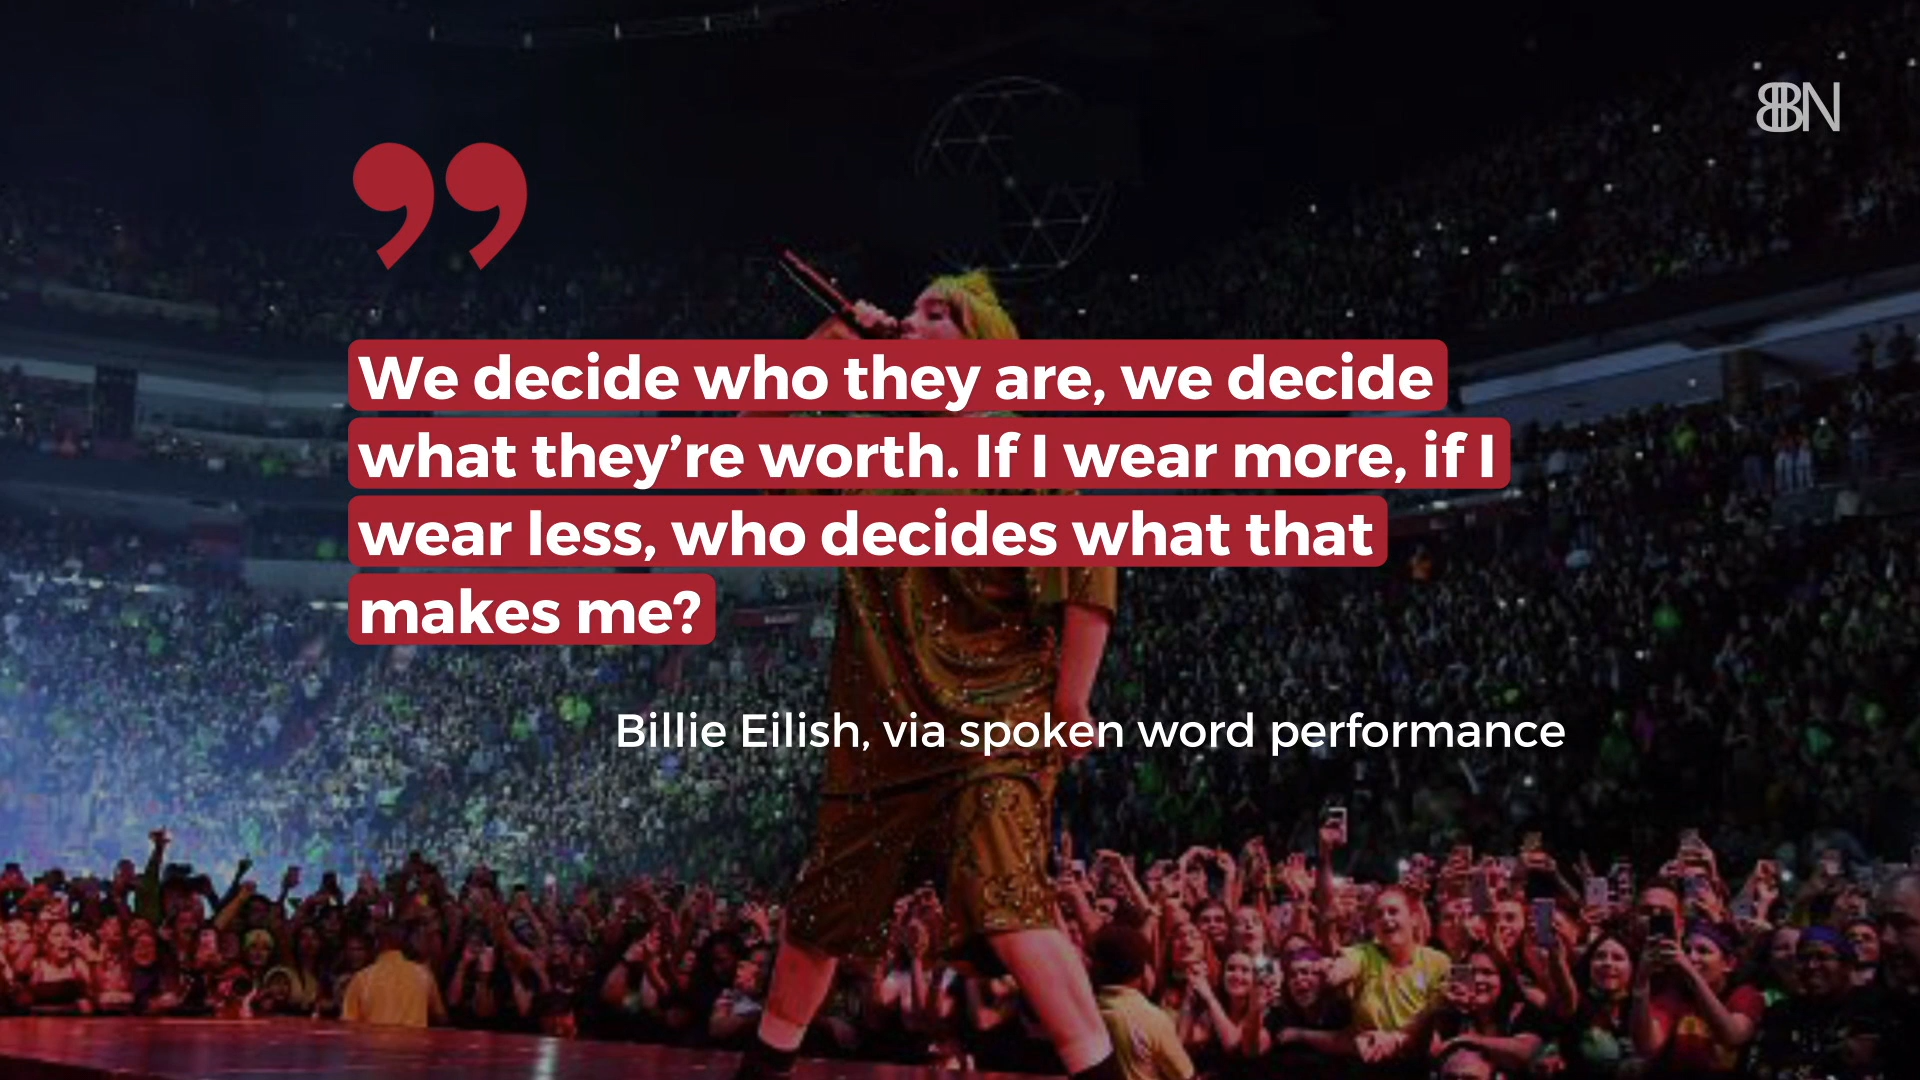 BBN
”
We decide who they are, we decide
what they’re worth. If I wear more, if I
wear less, who decides what that
makes me?
Billie Eilish, via spoken word performance